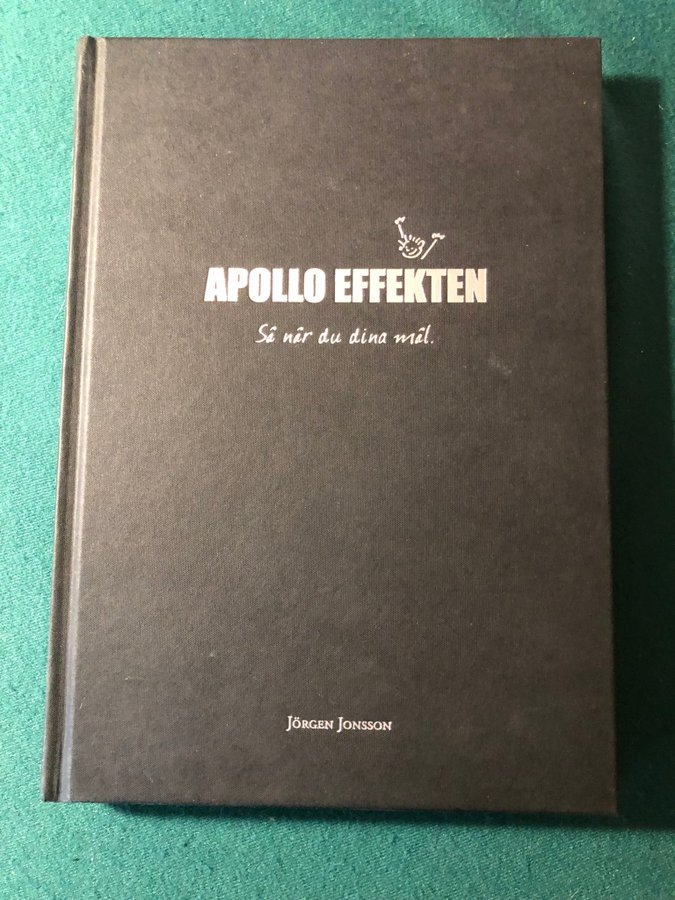 APOLLO EFFEKTEN
Så når du dina mål.
JÖRGEN JONSSON